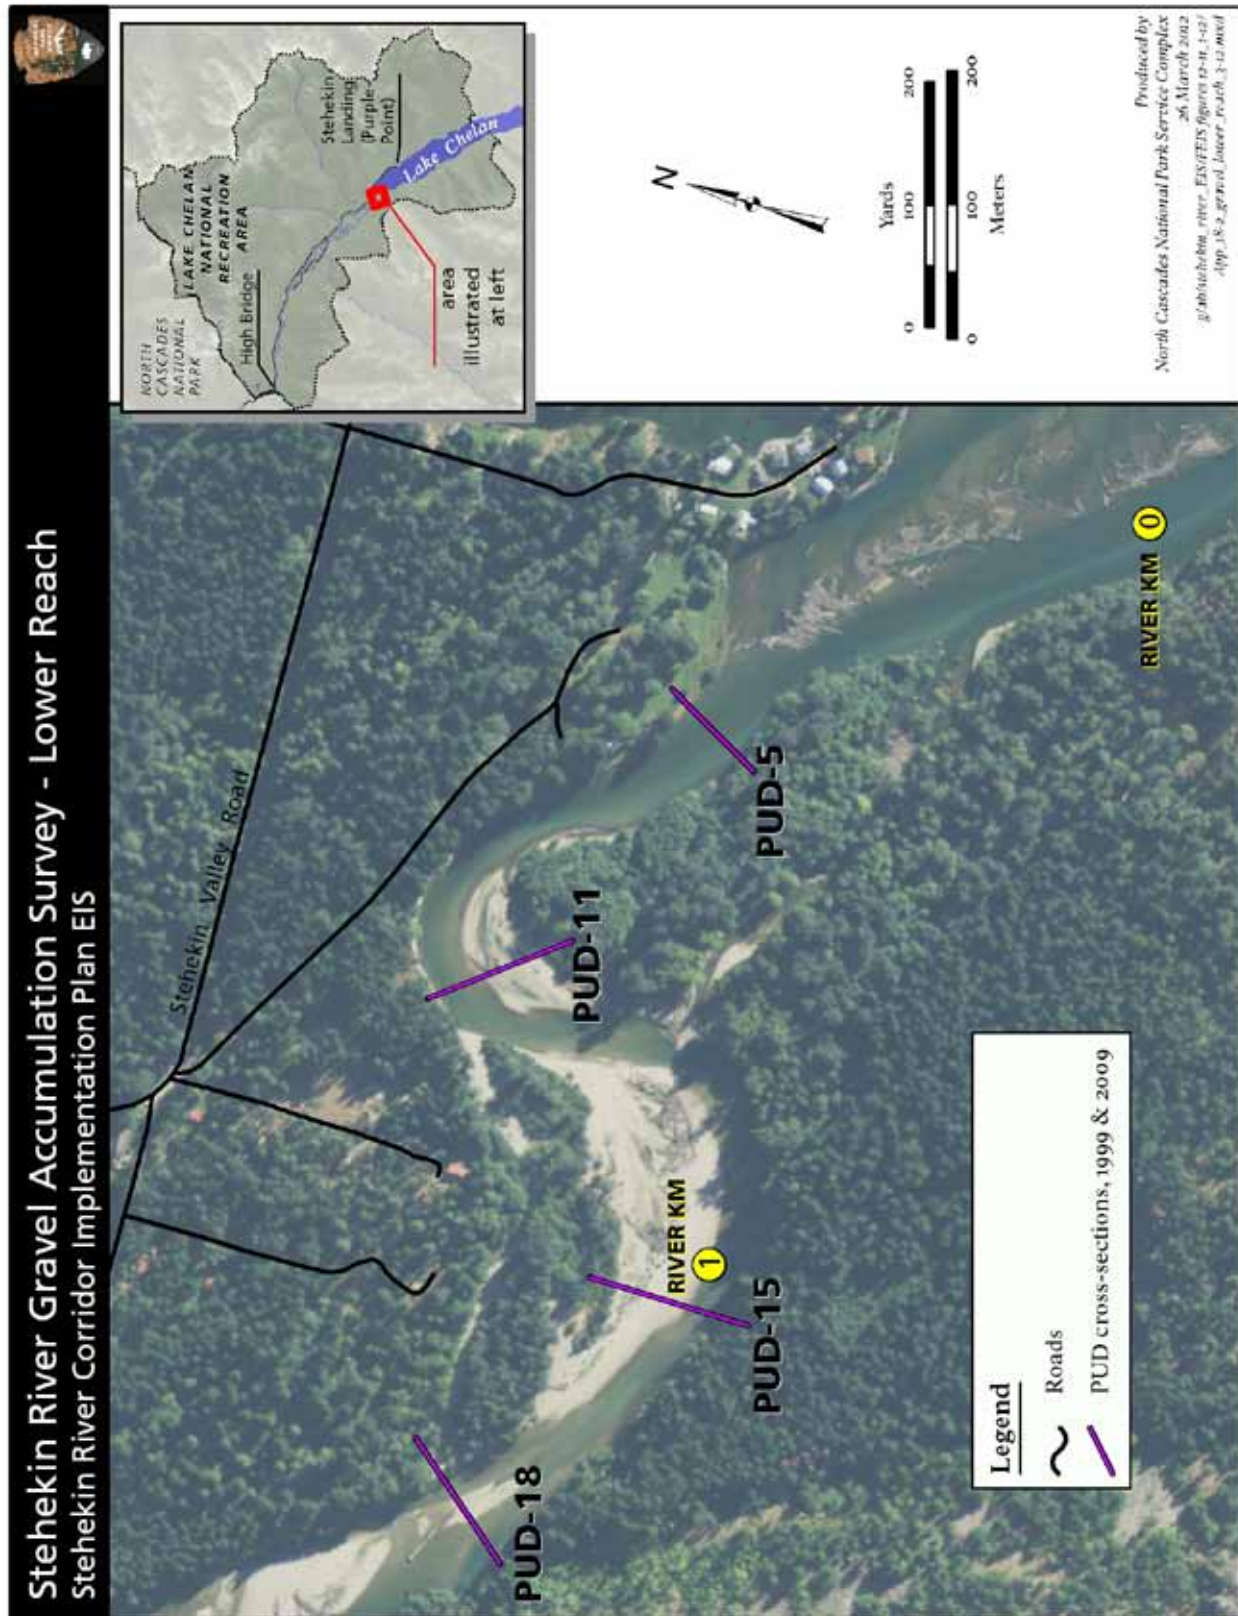 Stehekin River Gravel Accumulation Survey - Lower Reach
Stehekin River Corridor Implementation Plan EIS
Stehekin Valley Road
PUD-18
PUD-15
PUD-11
PUD-5
RIVER KM
1
RIVER KM
0
Legend
Roads
PUD cross-sections, 1999 & 2009
NORTH
CASCADES
NATIONAL
PARK
LAKE CHELAN
NATIONAL
RECREATION
AREA
High Bridge
Stehekin
Landing
(Purple-
Point)
Lake Chelan
area
illustrated
at left
N
Yards
0 100 200
0 100 200
Meters
Produced by
North Cascades National Park Service Complex
26 March 2012